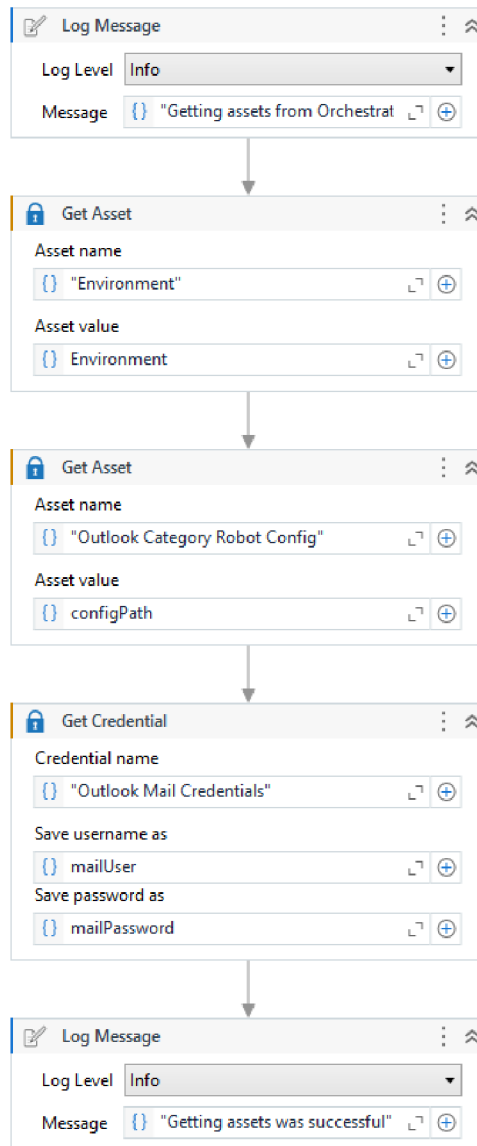 Log Message
Log Level Info
Message {} "Getting assets from Orchestrat
Get Asset
Asset name
{} "Environment"
Asset value
{} Environment
Get Asset
Asset name
{} "Outlook Category Robot Config"
Asset value
{} configPath
Get Credential
Credential name
{} "Outlook Mail Credentials"
Save username as
{} mailUser
Save password as
{} mailPassword
Log Message
Log Level Info
Message {} "Getting assets was successful"